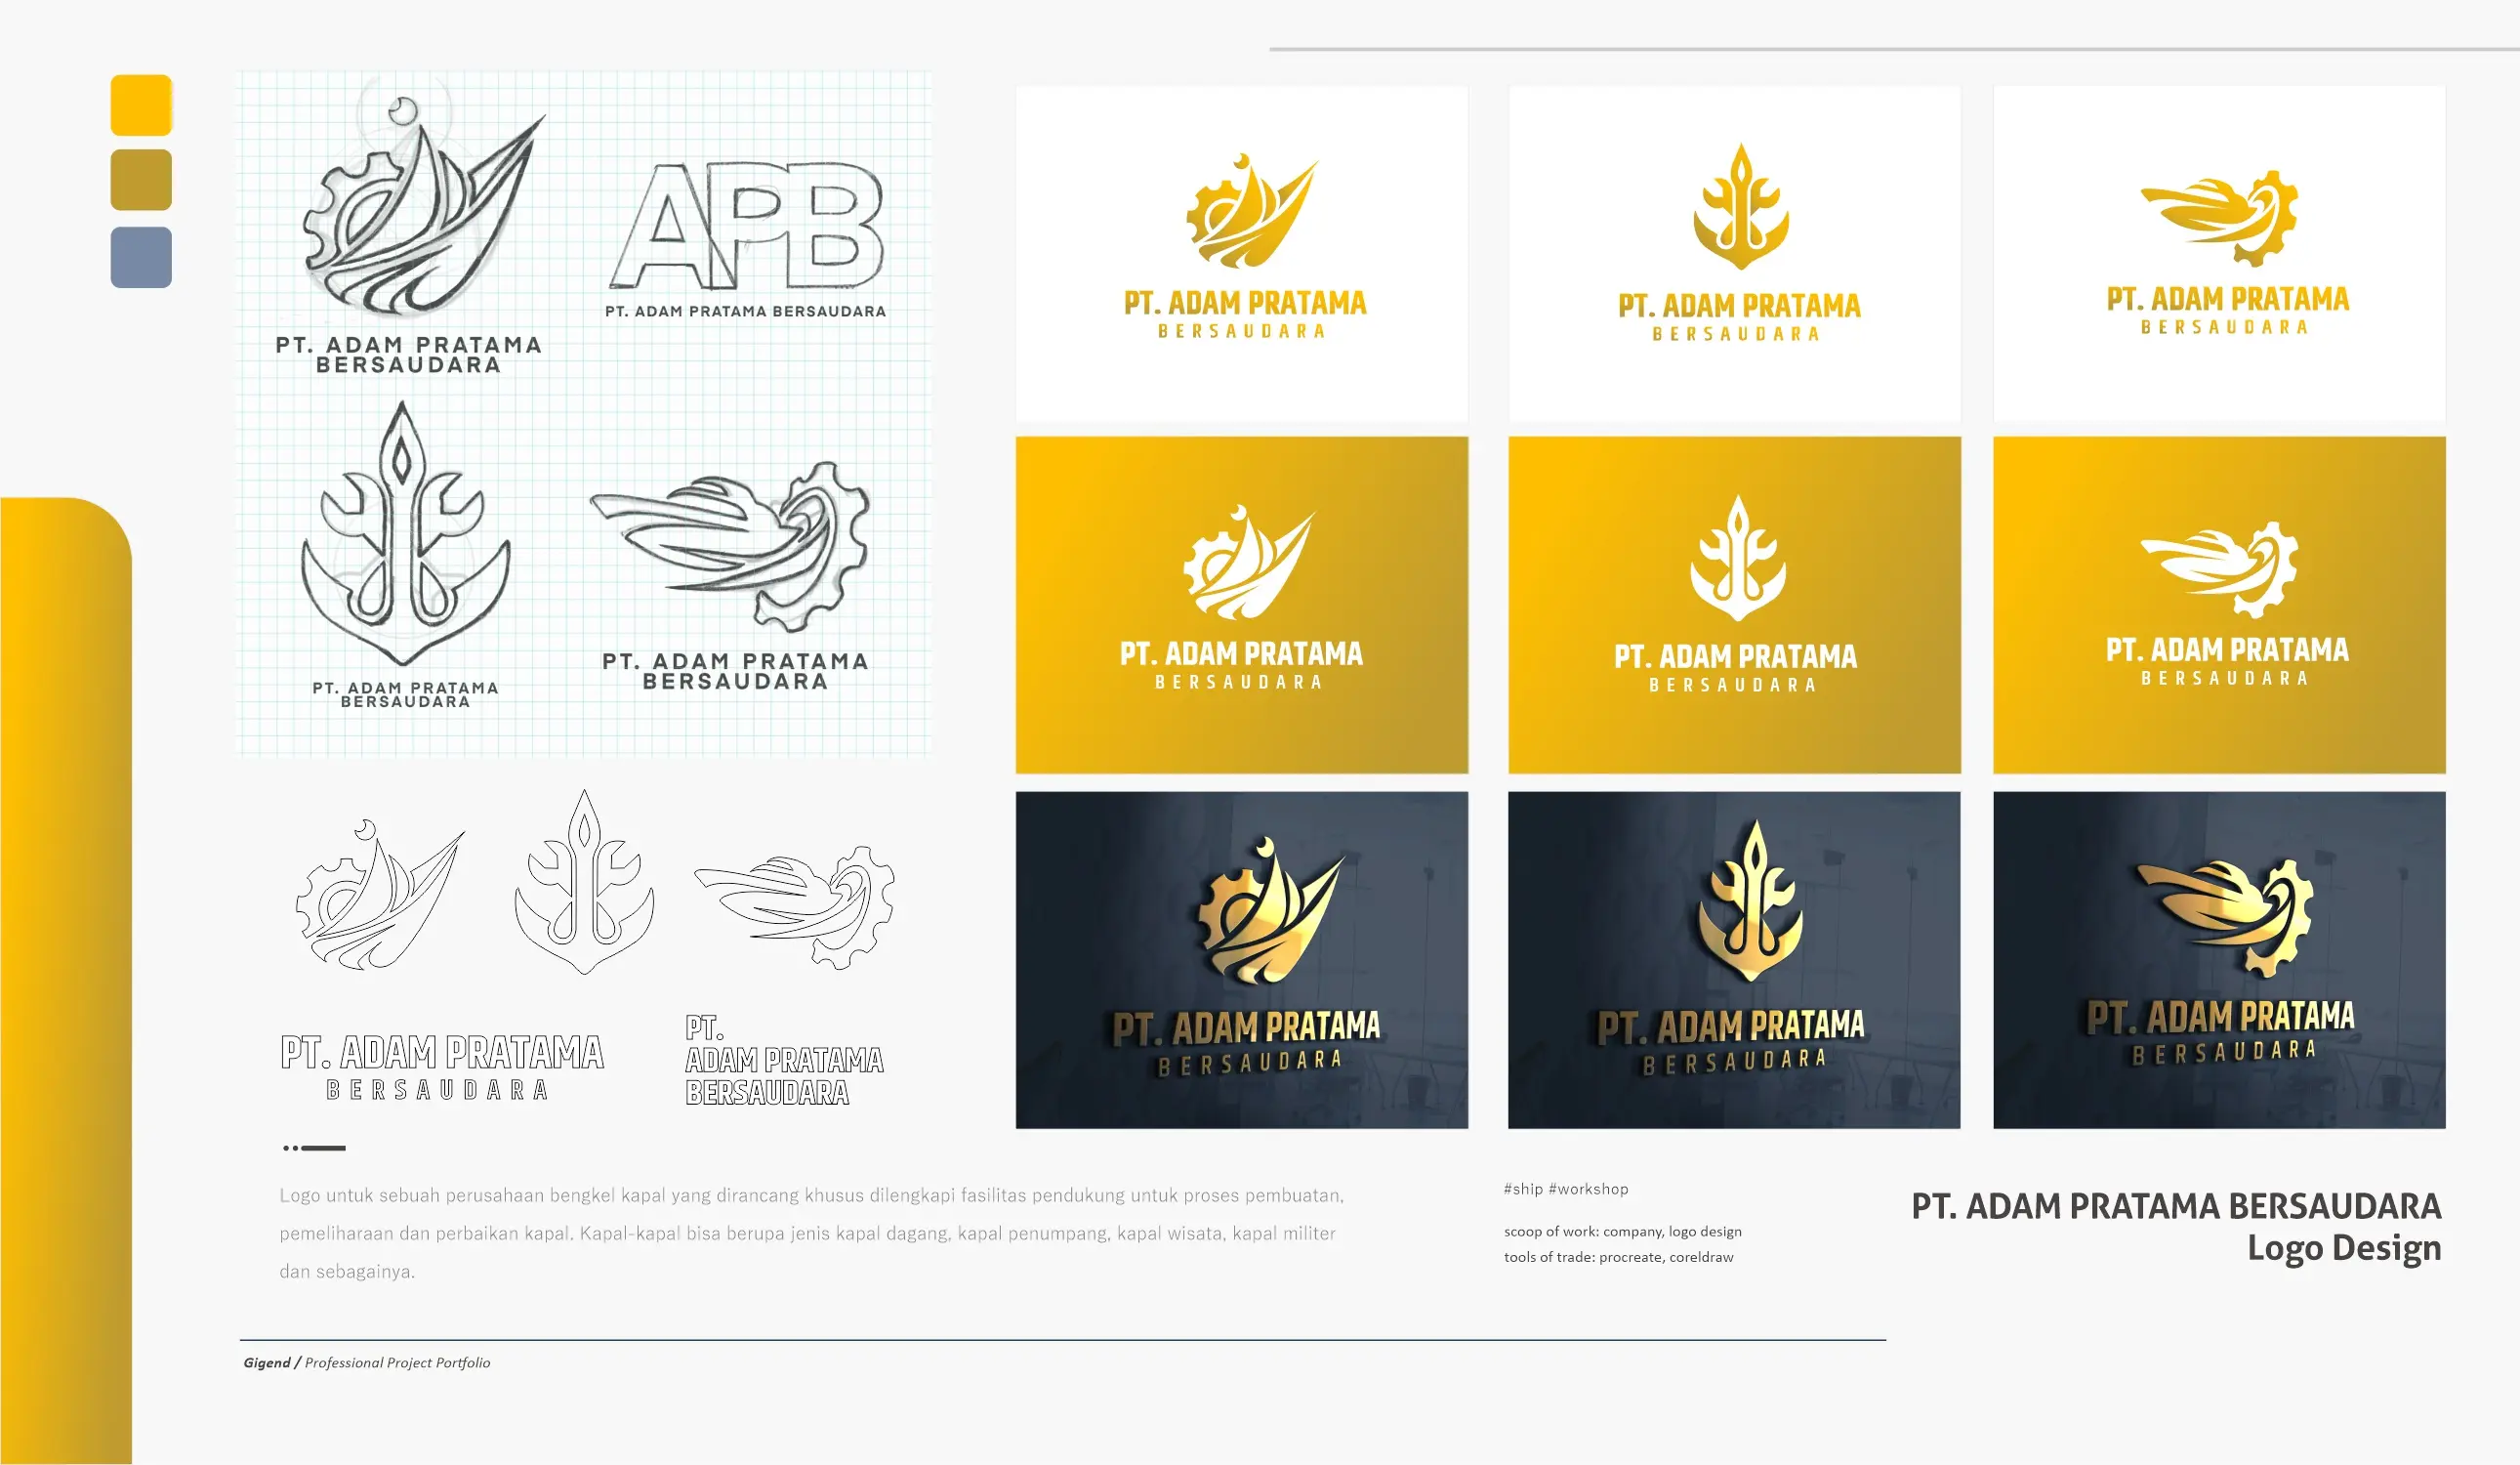 PT. ADAM PRATAMA
BERSAUDARA
APB
PT. ADAM PRATAMA BERSAUDARA
PT. ADAM PRATAMA
BERSAUDARA
PT. ADAM PRATAMA
BERSAUDARA
PT. ADAM PRATAMA
BERSAUDARA
PT.
ADAM PRATAMA
BERSAUDARA
PT. ADAM PRATAMA
BERSAUDARA
PT. ADAM PRATAMA
BERSAUDARA
PT. ADAM PRATAMA
BERSAUDARA
PT. ADAM PRATAMA
BERSAUDARA
PT. ADAM PRATAMA
BERSAUDARA
PT. ADAM PRATAMA
BERSAUDARA
PT. ADAM PRATAMA
BERSAUDARA
PT. ADAM PRATAMA
BERSAUDARA
PT. ADAM PRATAMA
BERSAUDARA
Logo untuk sebuah perusahaan bengkel kapal yang dirancang khusus dilengkapi fasilitas pendukung untuk proses pembuatan,
pemeliharaan dan perbaikan kapal. Kapal-kapal bisa berupa jenis kapal dagang, kapal penumpang, kapal wisata, kapal militer
dan sebagainya.
#ship #workshop
scoop of work: company, logo design
tools of trade: procreate, coreldraw
PT. ADAM PRATAMA BERSAUDARA
Logo Design
Gigend / Professional Project Portfolio